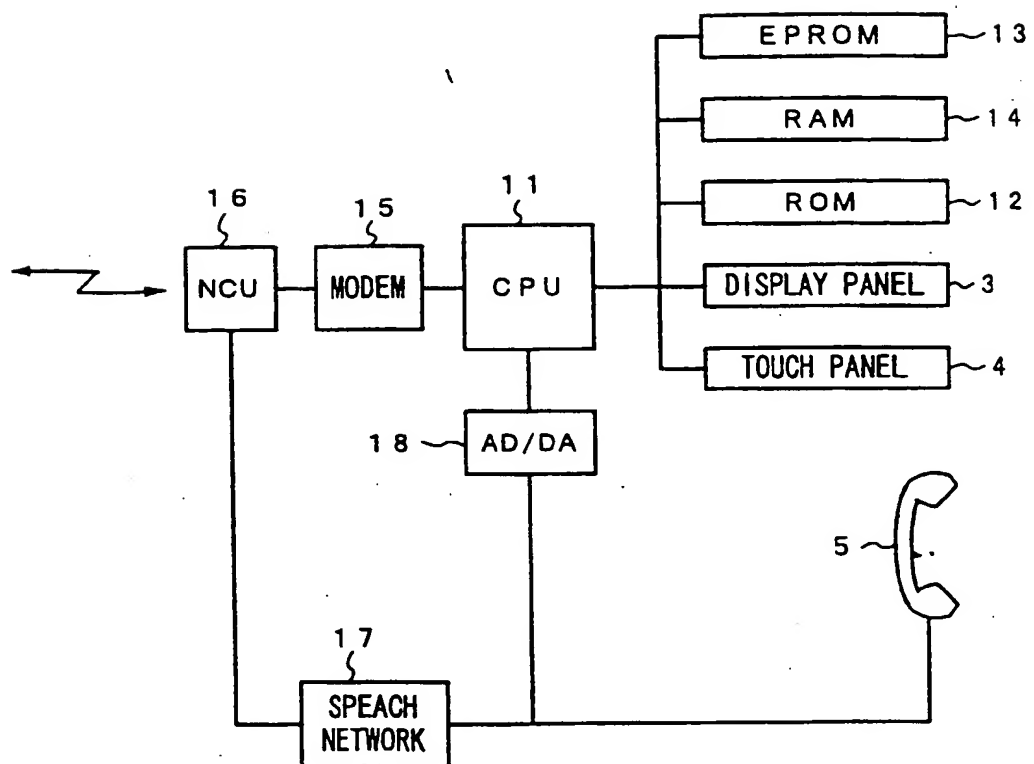 EPROM 13
RAM 14
ROM 12
DISPLAY PANEL 3
TOUCH PANEL 4
16
NCU
15
MODEM
11
CPU
18 AD/DA
5
17
SPEACH
NETWORK